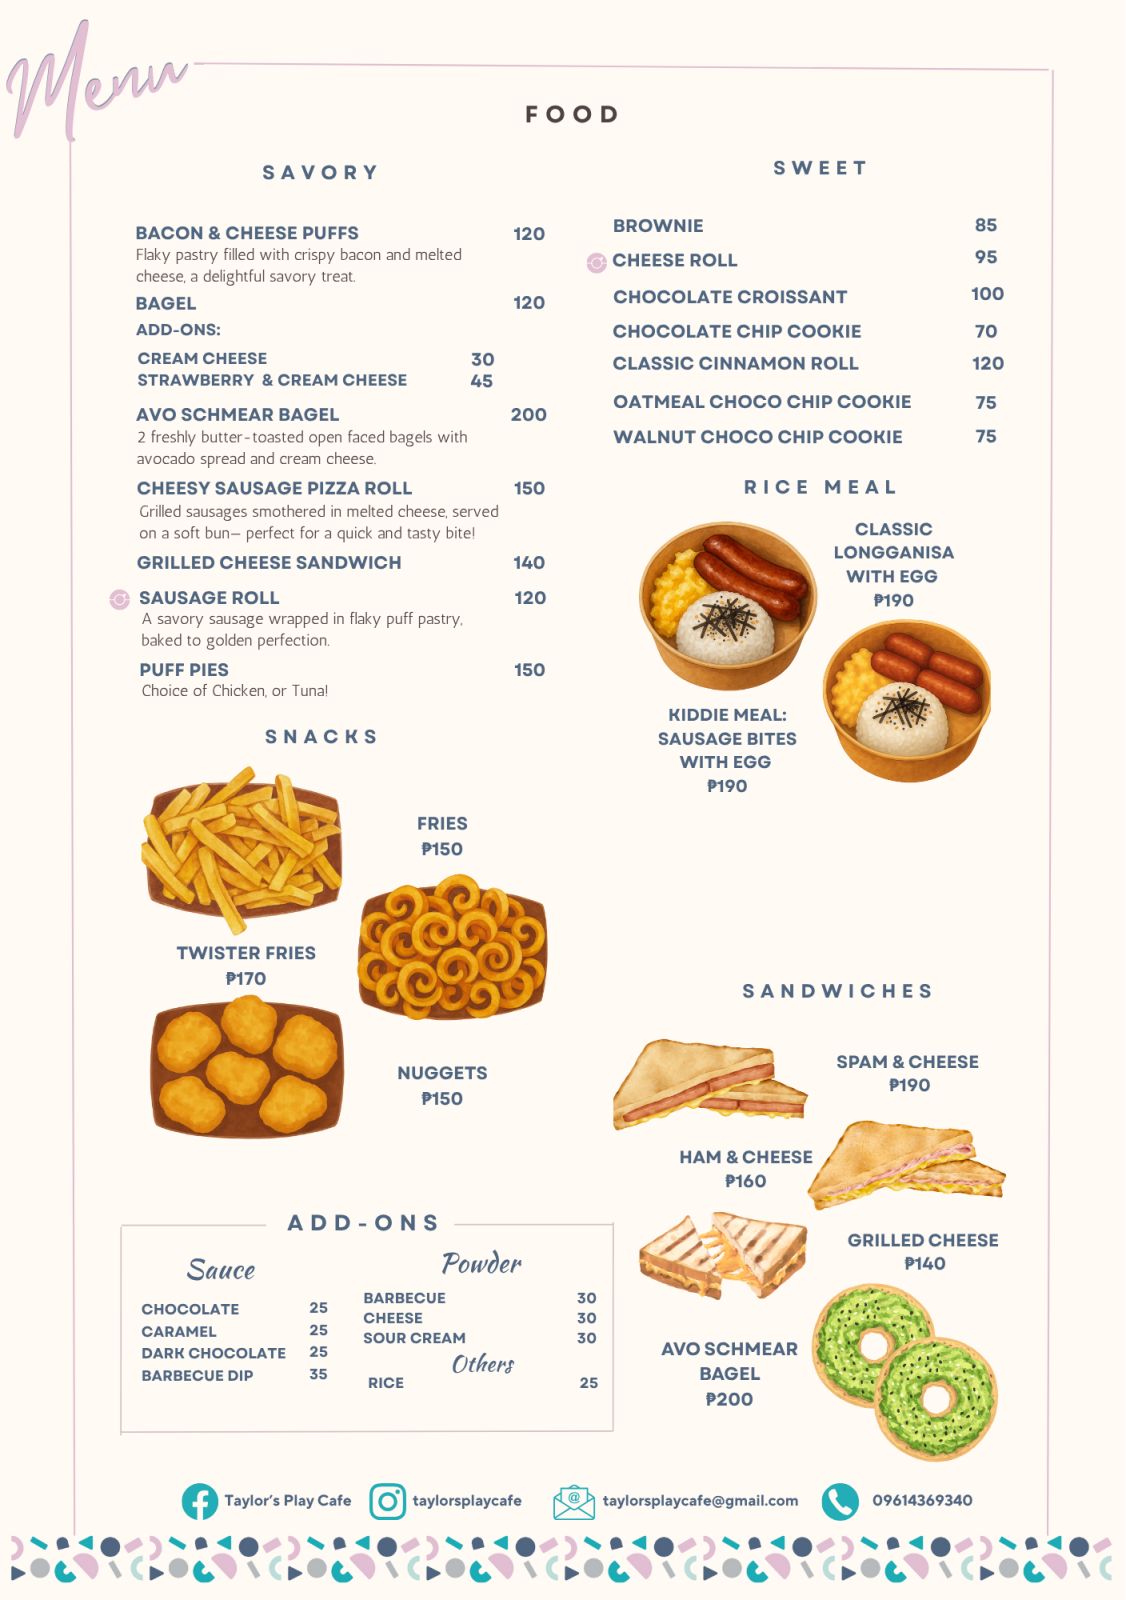 Menu
FOOD
SAVORY
BACON & CHEESE PUFFS 120
Flaky pastry filled with crispy bacon and melted
cheese, a delightful savory treat.
BAGEL 120
ADD-ONS:
CREAM CHEESE 30
STRAWBERRY & CREAM CHEESE 45
AVO SCHMEAR BAGEL 200
2 freshly butter-toasted open faced bagels with
avocado spread and cream cheese.
CHEESY SAUSAGE PIZZA ROLL 150
Grilled sausages smothered in melted cheese, served
on a soft bun— perfect for a quick and tasty bite!
GRILLED CHEESE SANDWICH 140
SAUSAGE ROLL 120
A savory sausage wrapped in flaky puff pastry,
baked to golden perfection.
PUFF PIES 150
Choice of Chicken, or Tuna!
SNACKS
FRIES
₱150
TWISTER FRIES
₱170
NUGGETS
₱150
SWEET
BROWNIE 85
CHEESE ROLL 95
CHOCOLATE CROISSANT 100
CHOCOLATE CHIP COOKIE 70
CLASSIC CINNAMON ROLL 120
OATMEAL CHOCO CHIP COOKIE 75
WALNUT CHOCO CHIP COOKIE 75
RICE MEAL
CLASSIC
LONGGANISA
WITH EGG
₱190
KIDDIE MEAL:
SAUSAGE BITES
WITH EGG
₱190
SANDWICHES
SPAM & CHEESE
₱190
HAM & CHEESE
₱160
GRILLED CHEESE
₱140
AVO SCHMEAR
BAGEL
₱200
ADD-ONS
Sauce
CHOCOLATE 25
CARAMEL 25
DARK CHOCOLATE 25
BARBECUE DIP 35
Powder
BARBECUE 30
CHEESE 30
SOUR CREAM 30
Others
RICE 25
Taylor's Play Cafe taylorsplaycafe taylorsplaycafe@gmail.com 09614369340